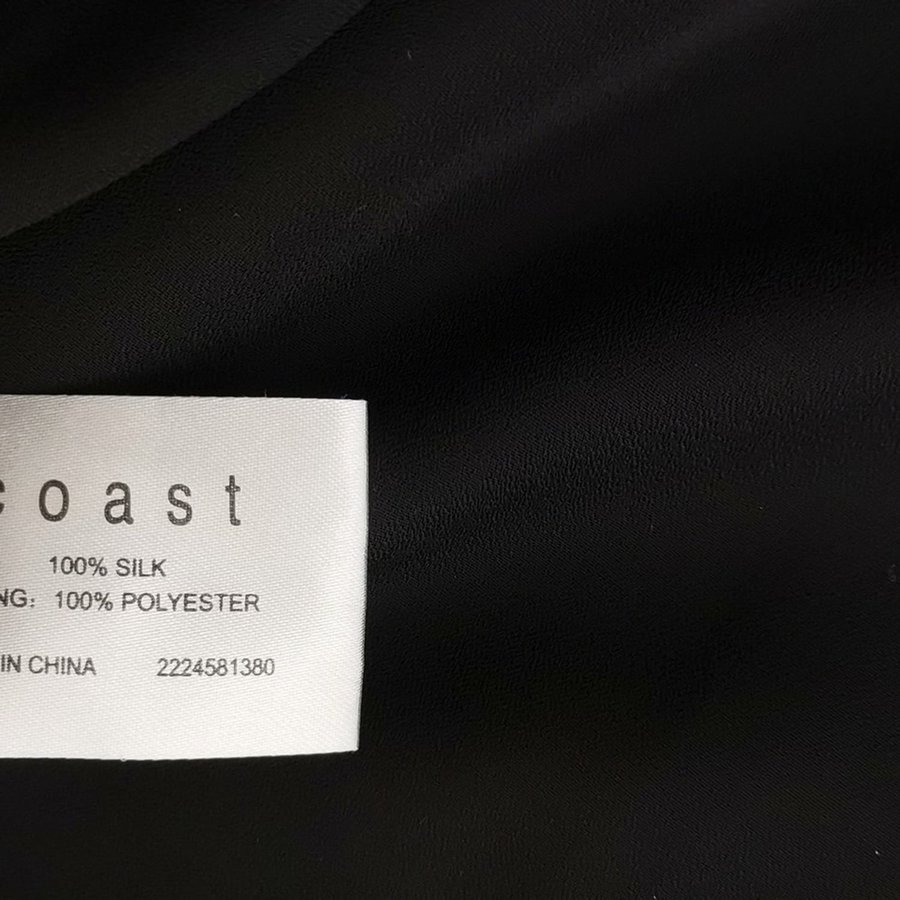 coast
100% SILK
NG: 100% POLYESTER
IN CHINA 2224581380